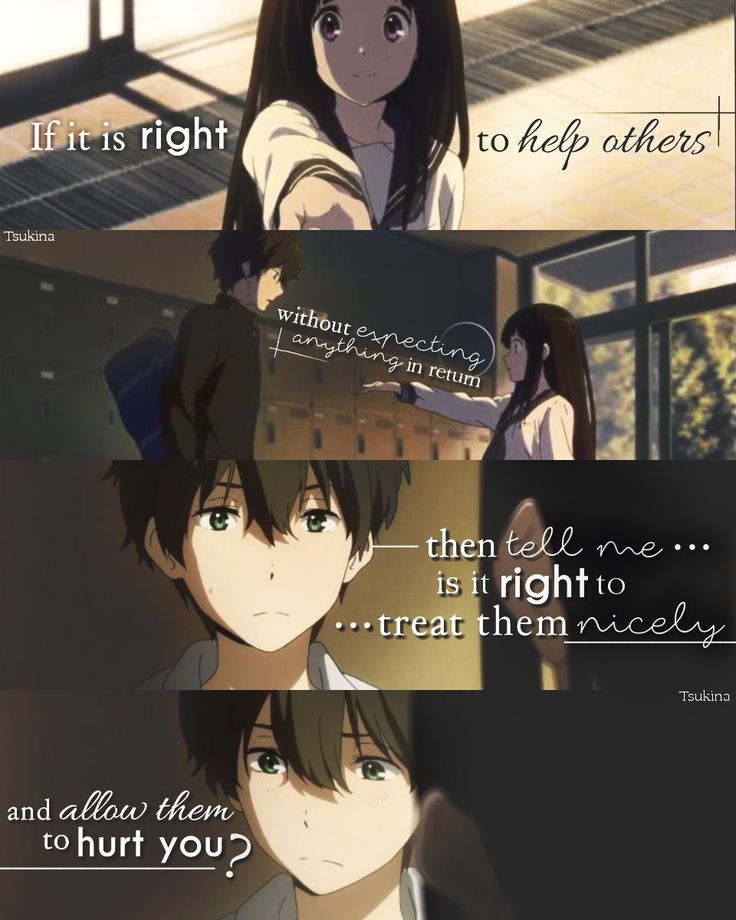 If it is right
to help others
Tsukina
without expecting
anything in return
then tell me ...
is it right to
...treat them nicely
Tsukina
and allow them
to hurt you?